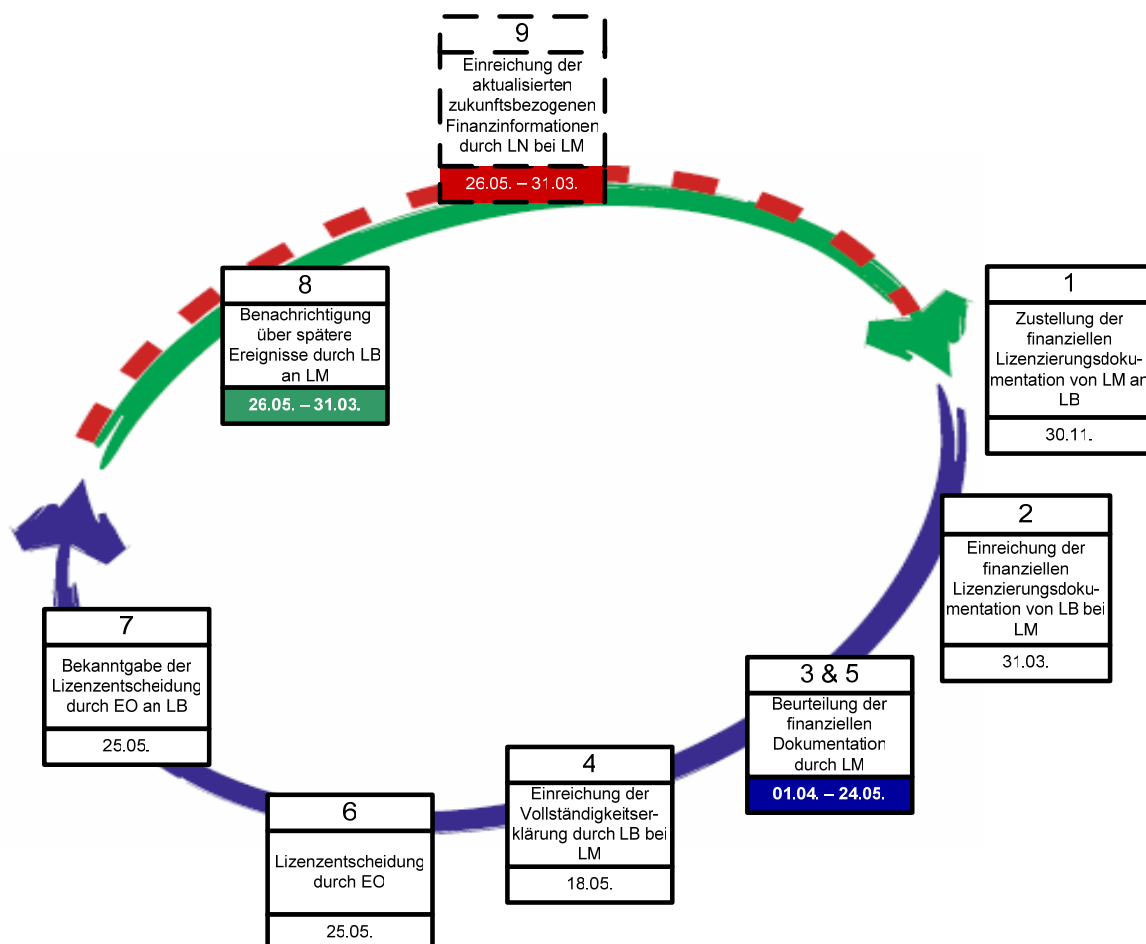 9
Einreichung der
aktualisierten
zukunftsbezogenen
Finanzinformationen
durch LN bei LM
26.05. – 31.03.
8
Benachrichtigung
über spätere
Ereignisse durch LB
an LM
26.05. – 31.03.
1
Zustellung der
finanziellen
Lizenzierungsdoku-
mentation von LM an
LB
30.11.
2
Einreichung der
finanziellen
Lizenzierungsdoku-
mentation von LB bei
LM
31.03.
3 & 5
Beurteilung der
finanziellen
Dokumentation
durch LM
01.04. – 24.05.
4
Einreichung der
Vollständigkeitser-
klärung durch LB bei
LM
18.05.
6
Lizenzentscheidung
durch EO
25.05.
7
Bekanntgabe der
Lizenzentscheidung
durch EO an LB
25.05.